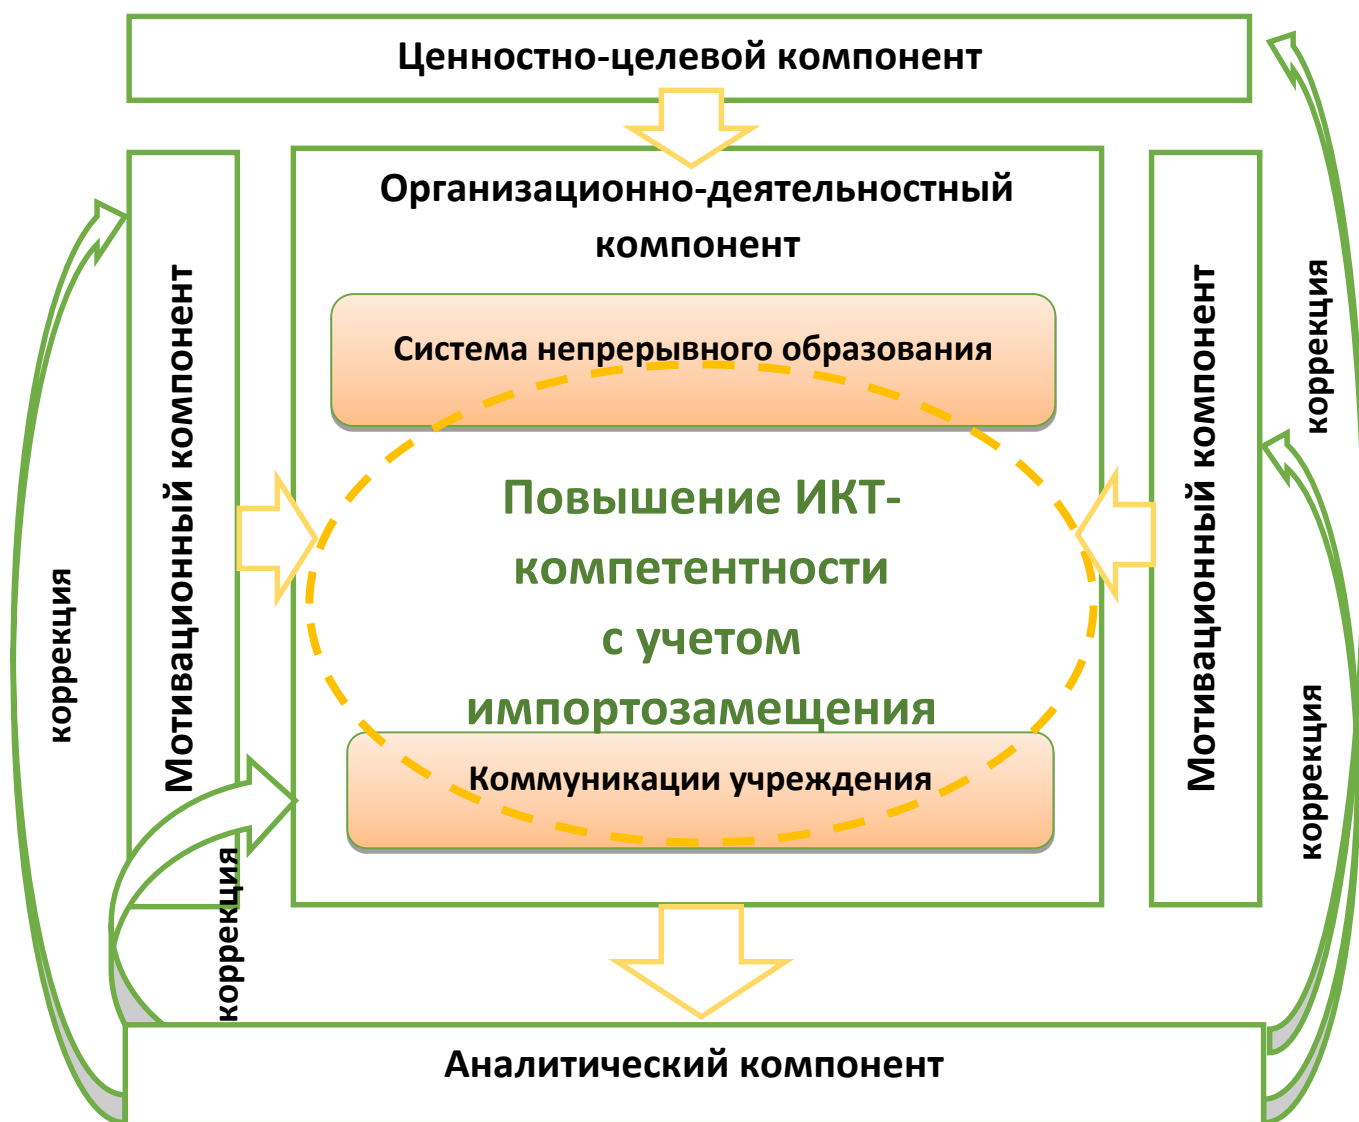 Ценностно-целевой компонент
Организационно-деятельностный
компонент
Система непрерывного образования
Повышение ИКТ-
компетентности
с учетом
импортозамещения
Коммуникации учреждения
Мотивационный компонент
Мотивационный компонент
коррекция
коррекция
коррекция
коррекция
Аналитический компонент